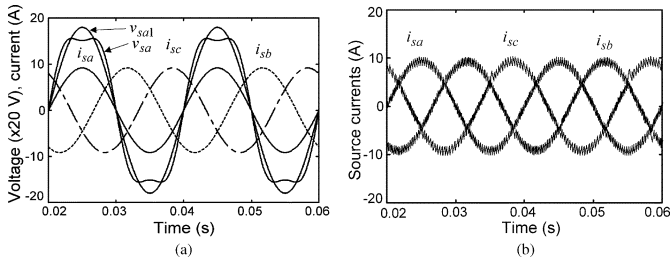 20
10
0
-10
-20
Voltage (x20 V), current (A)
v_sa1
v_sa
i_sa
i_sc
i_sb
0.02 0.03 0.04 0.05 0.06
Time (s)
(a)
20
10
0
-10
-20
Source currents (A)
i_sa
i_sc
i_sb
0.02 0.03 0.04 0.05 0.06
Time (s)
(b)